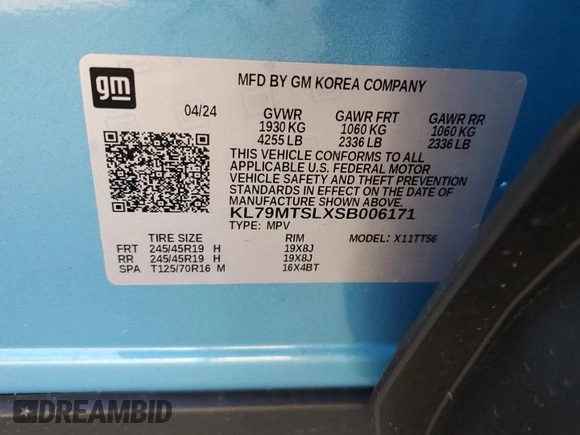 gm
MFD BY GM KOREA COMPANY
04/24 GVWR GAWR FRT GAWR RR
1930 KG 1060 KG 1060 KG
4255 LB 2336 LB 2336 LB
THIS VEHICLE CONFORMS TO ALL
APPLICABLE U.S. FEDERAL MOTOR
VEHICLE SAFETY AND THEFT PREVENTION
STANDARDS IN EFFECT ON THE DATE OF
MANUFACTURE SHOWN ABOVE.
KL79MTSLXSB006171
TYPE: MPV
TIRE SIZE RIM MODEL: X11TT56
FRT 245/45R19 H 19X8J
RR 245/45R19 H 19X8J
SPA T125/70R16 M 16X4BT
DREAMBID